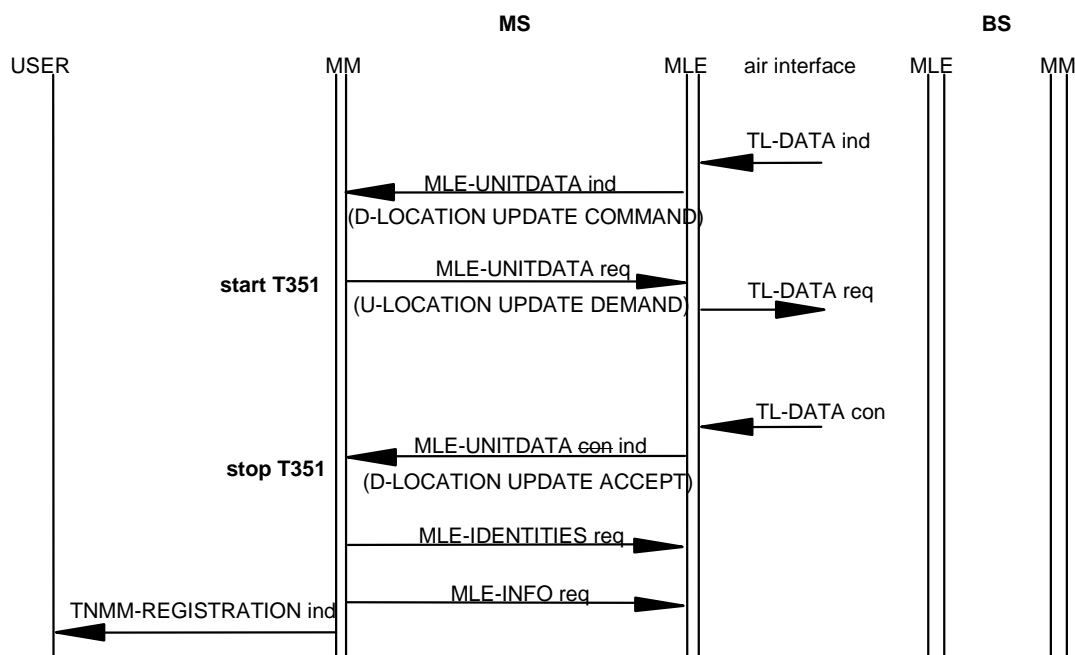 MS BS
USER MM MLE air interface MLE MM
TL-DATA ind
MLE-UNITDATA ind
(D-LOCATION UPDATE COMMAND)
MLE-UNITDATA req
start T351
(U-LOCATION UPDATE DEMAND)
TL-DATA req
TL-DATA con
MLE-UNITDATA con ind
stop T351
(D-LOCATION UPDATE ACCEPT)
MLE-IDENTITIES req
MLE-INFO req
TNMM-REGISTRATION ind